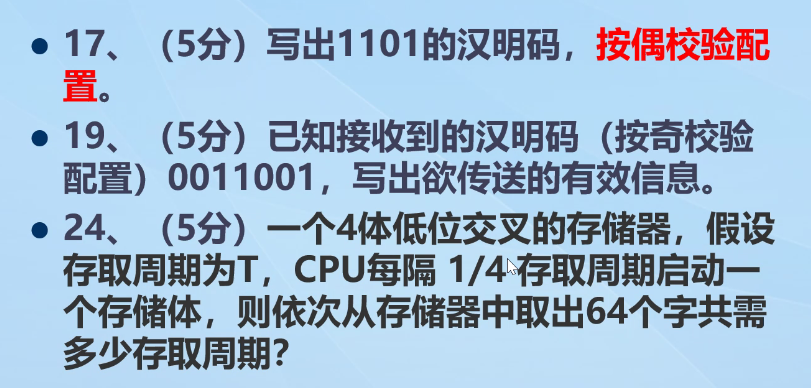 ● 17、（5分）写出1101的汉明码，按偶校验配
置。
● 19、（5分）已知接收到的汉明码（按奇校验
配置）0011001，写出欲传送的有效信息。
● 24、（5分）一个4体低位交叉的存储器，假设
存取周期为T，CPU每隔 1/4 存取周期启动一
个存储体，则依次从存储器中取出64个字共需
多少存取周期？